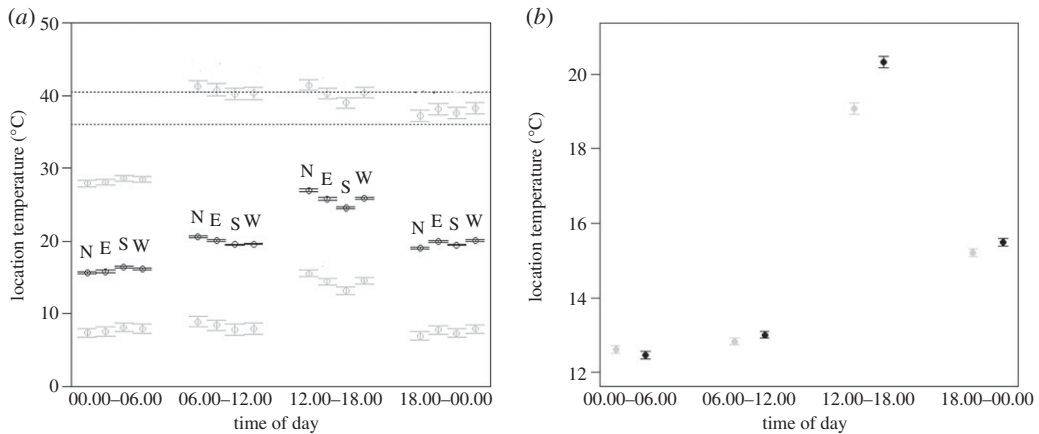 (a)
50
40
30
20
10
0
location temperature (°C)
N E S W
N E S W
N E S W
N E S W
00.00–06.00 06.00–12.00 12.00–18.00 18.00–00.00
time of day
(b)
20
18
16
14
12
location temperature (°C)
00.00–06.00 06.00–12.00 12.00–18.00 18.00–00.00
time of day